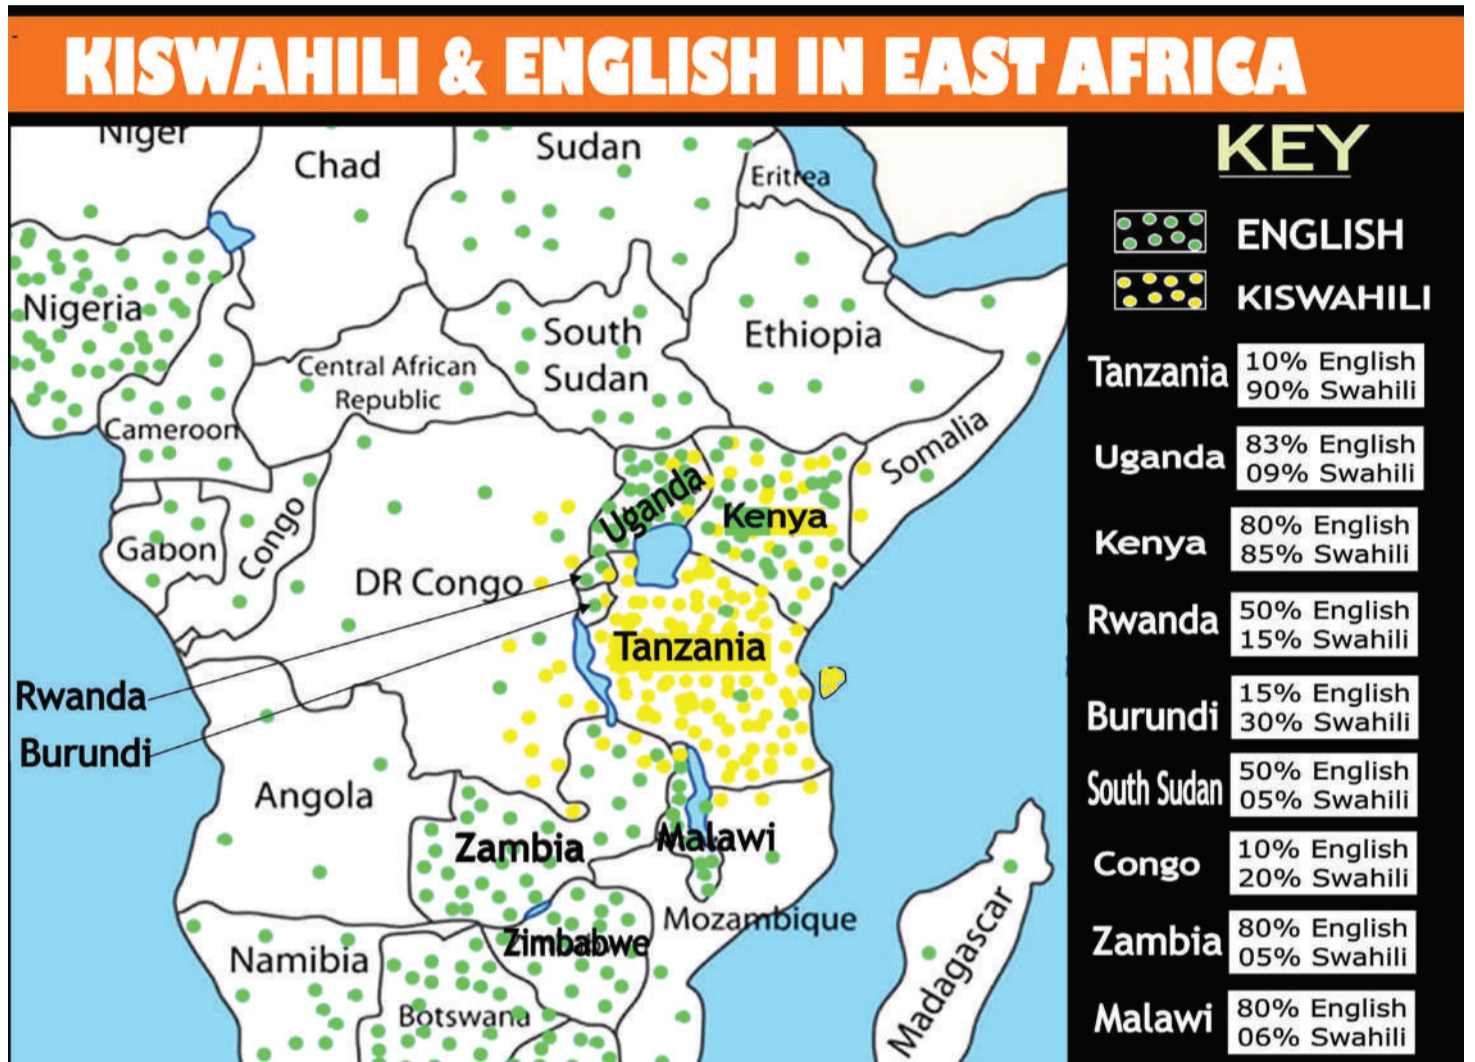 KISWAHILI & ENGLISH IN EAST AFRICA
Niger
Chad
Sudan
Eritrea
Nigeria
Central African
Republic
South
Sudan
Ethiopia
Cameroon
Somalia
Gabon
Congo
DR Congo
Uganda
Kenya
Tanzania
Rwanda
Burundi
Angola
Zambia
Malawi
Mozambique
Zimbabwe
Namibia
Botswana
Madagascar
KEY
ENGLISH
KISWAHILI
Tanzania
10% English
90% Swahili
Uganda
83% English
09% Swahili
Kenya
80% English
85% Swahili
Rwanda
50% English
15% Swahili
Burundi
15% English
30% Swahili
South Sudan
50% English
05% Swahili
Congo
10% English
20% Swahili
Zambia
80% English
05% Swahili
Malawi
80% English
06% Swahili